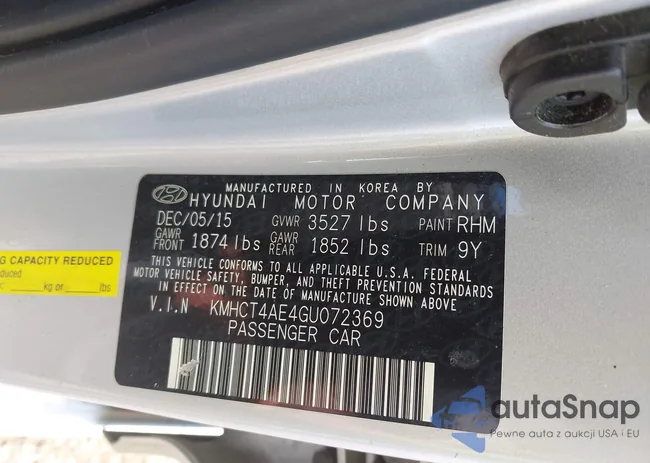 MANUFACTURED IN KOREA BY
HYUNDAI MOTOR COMPANY
DEC/05/15 GVWR 3527 lbs PAINT RHM
GAWR FRONT 1874 lbs GAWR REAR 1852 lbs TRIM 9Y
THIS VEHICLE CONFORMS TO ALL APPLICABLE U.S.A. FEDERAL
MOTOR VEHICLE SAFETY, BUMPER, AND THEFT PREVENTION STANDARDS
IN EFFECT ON THE DATE OF MANUFACTURE SHOWN ABOVE.
V.I.N KMHCT4AE4GU072369
PASSENGER CAR
G CAPACITY REDUCED
kg or lbs
autaSnap
Pewne auta z aukcji USA i EU